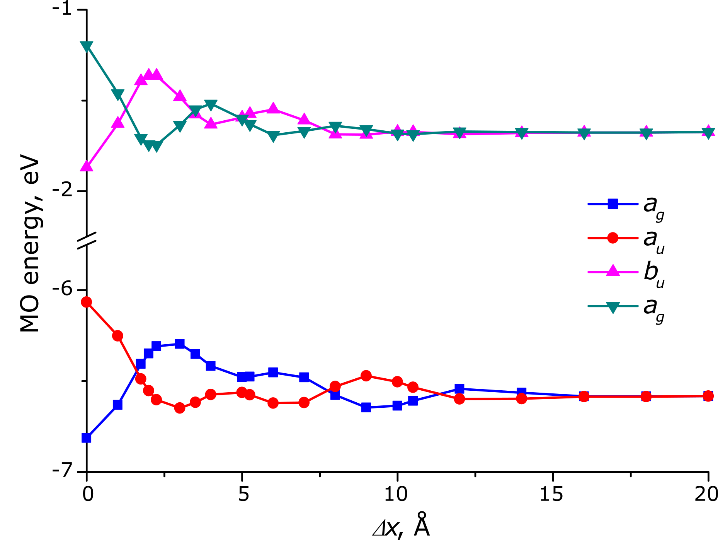 -1
-2
-6
-7
MO energy, eV
a_g
a_u
b_u
a_g
0
5
10
15
20
Δx, Å